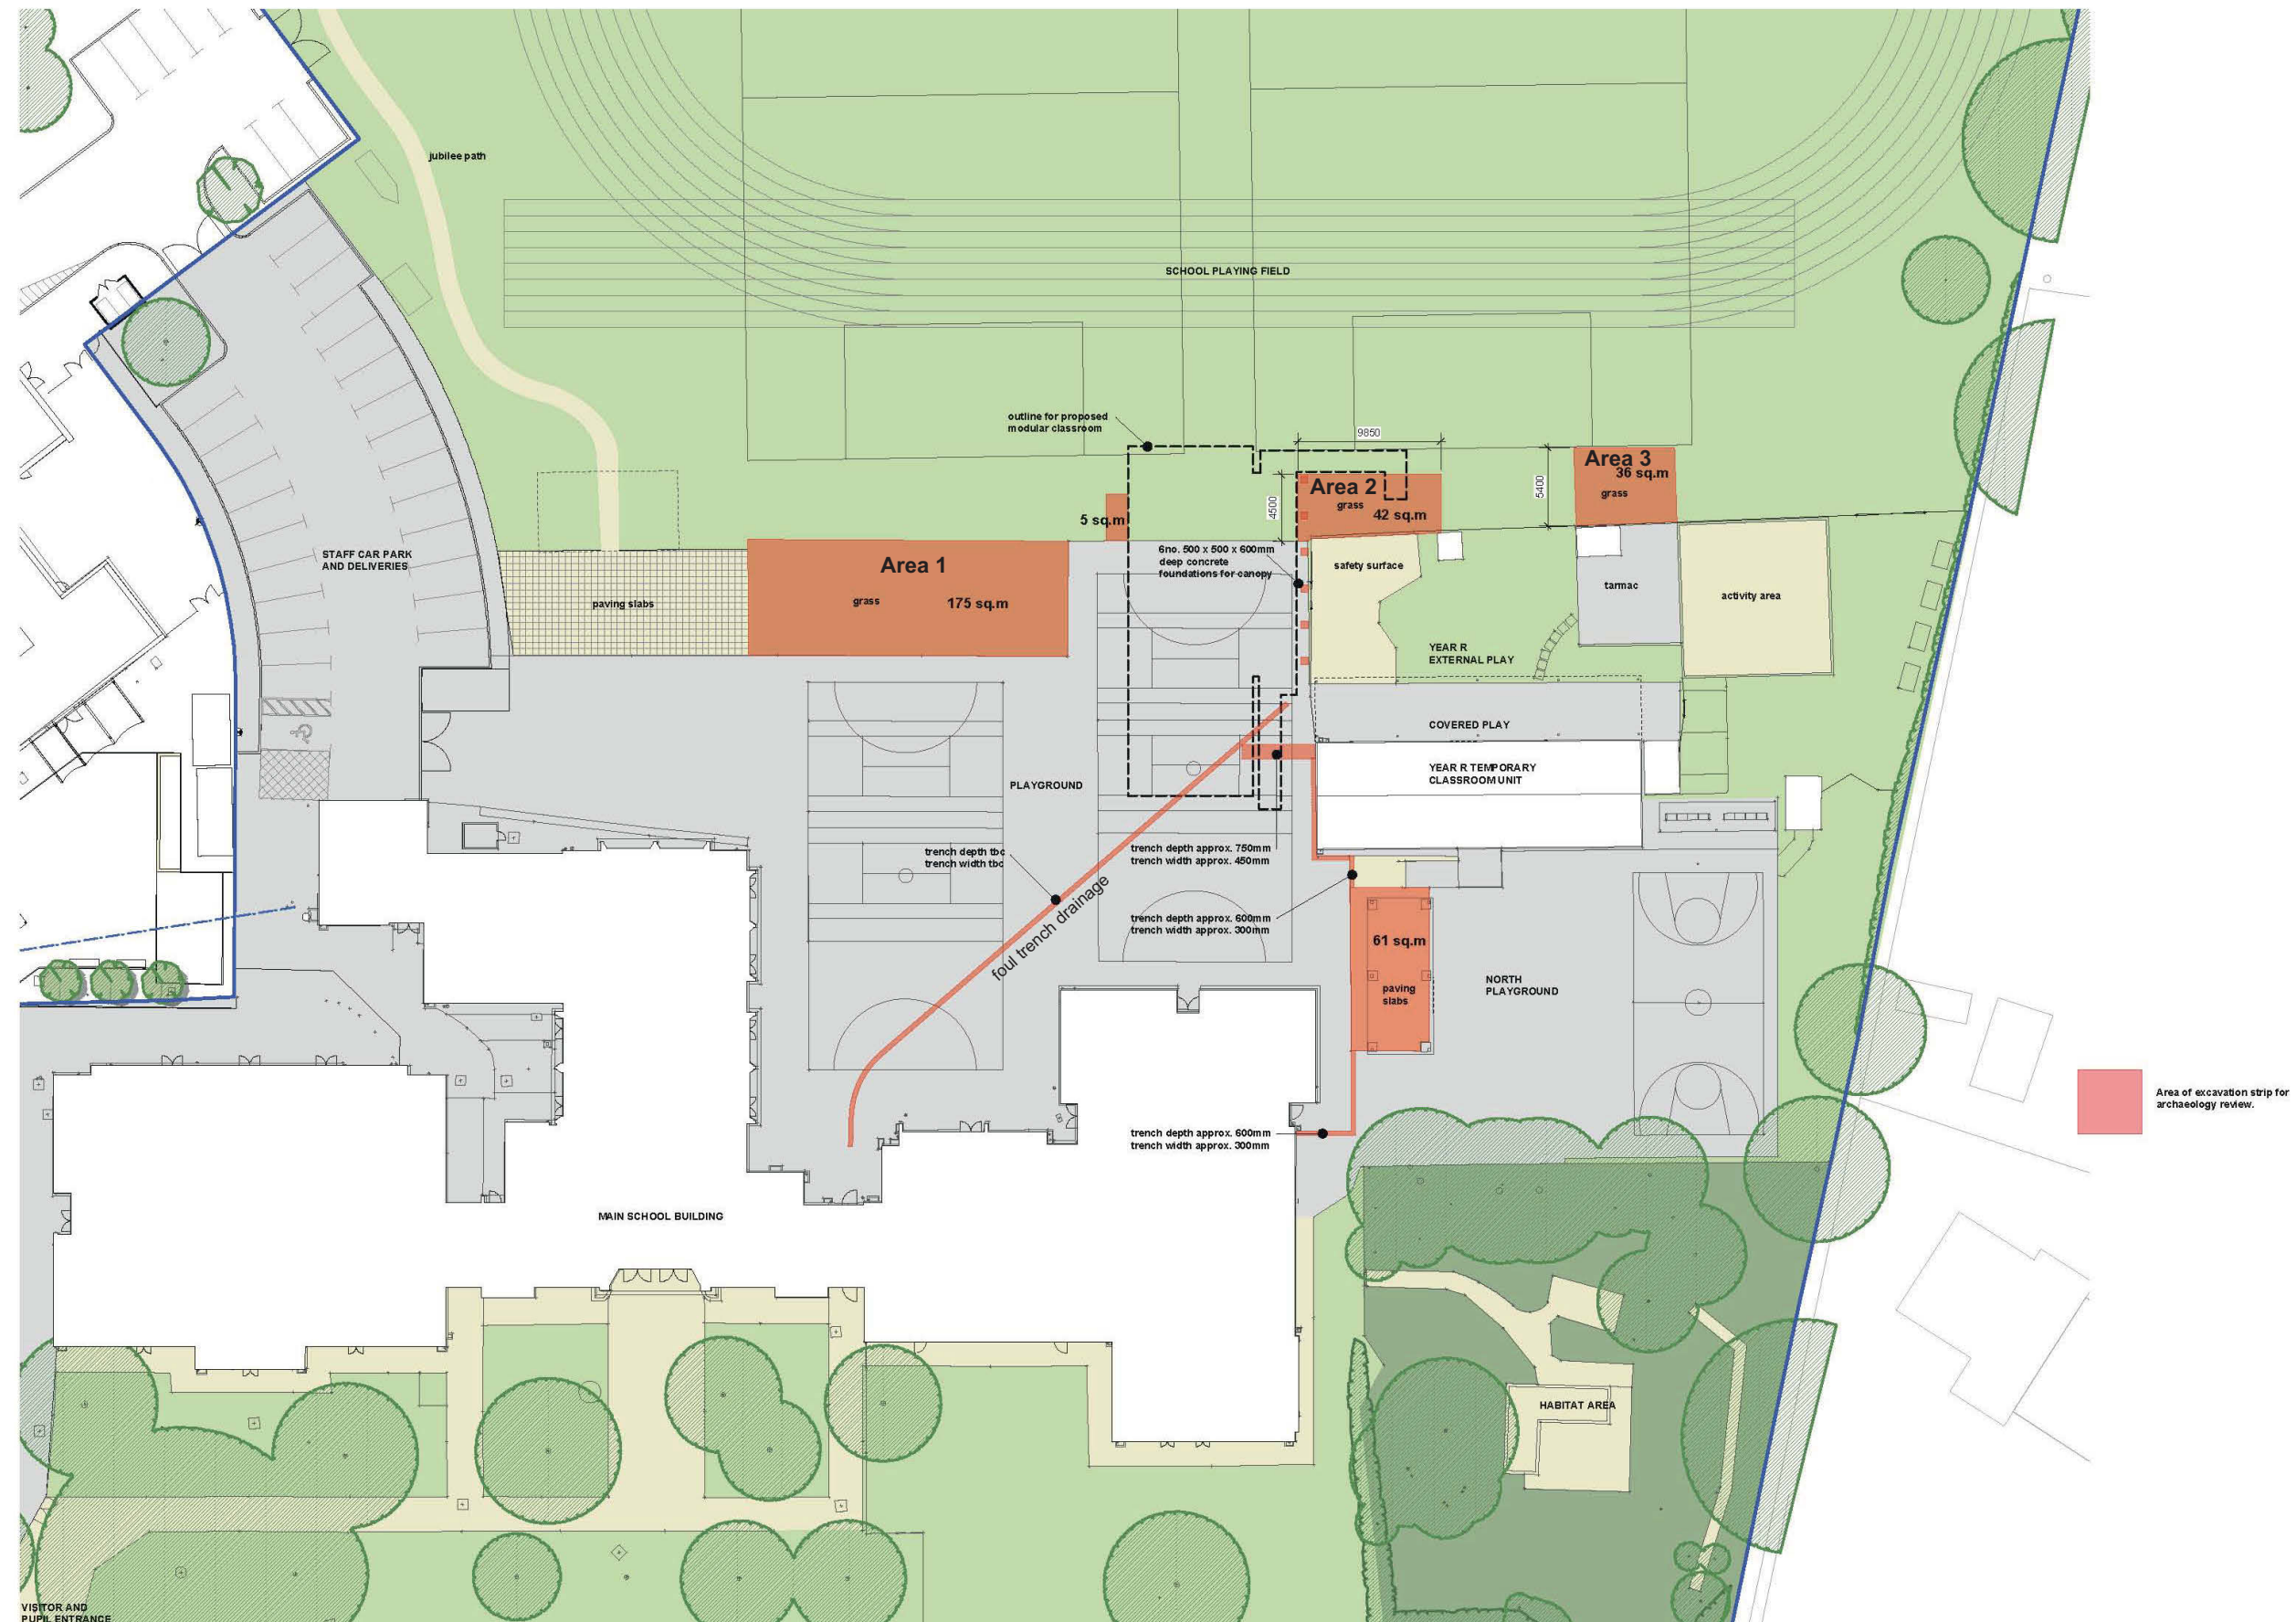 jubilee path
SCHOOL PLAYING FIELD
outline for proposed
modular classroom
9850
Area 3
36 sq.m
grass
5400
Area 2
grass
42 sq.m
4500
5 sq.m
6no. 500 x 500 x 600mm
deep concrete
foundations for canopy
STAFF CAR PARK
AND DELIVERIES
Area 1
grass
175 sq.m
paving slabs
safety surface
tarmac
activity area
YEAR R
EXTERNAL PLAY
COVERED PLAY
YEAR R TEMPORARY
CLASSROOM UNIT
PLAYGROUND
trench depth tbc
trench width tbc
trench depth approx. 750mm
trench width approx. 450mm
foul trench drainage
trench depth approx. 600mm
trench width approx. 300mm
61 sq.m
paving
slabs
NORTH
PLAYGROUND
Area of excavation strip for
archaeology review.
trench depth approx. 600mm
trench width approx. 300mm
MAIN SCHOOL BUILDING
HABITAT AREA
VISITOR AND
PUPIL ENTRANCE